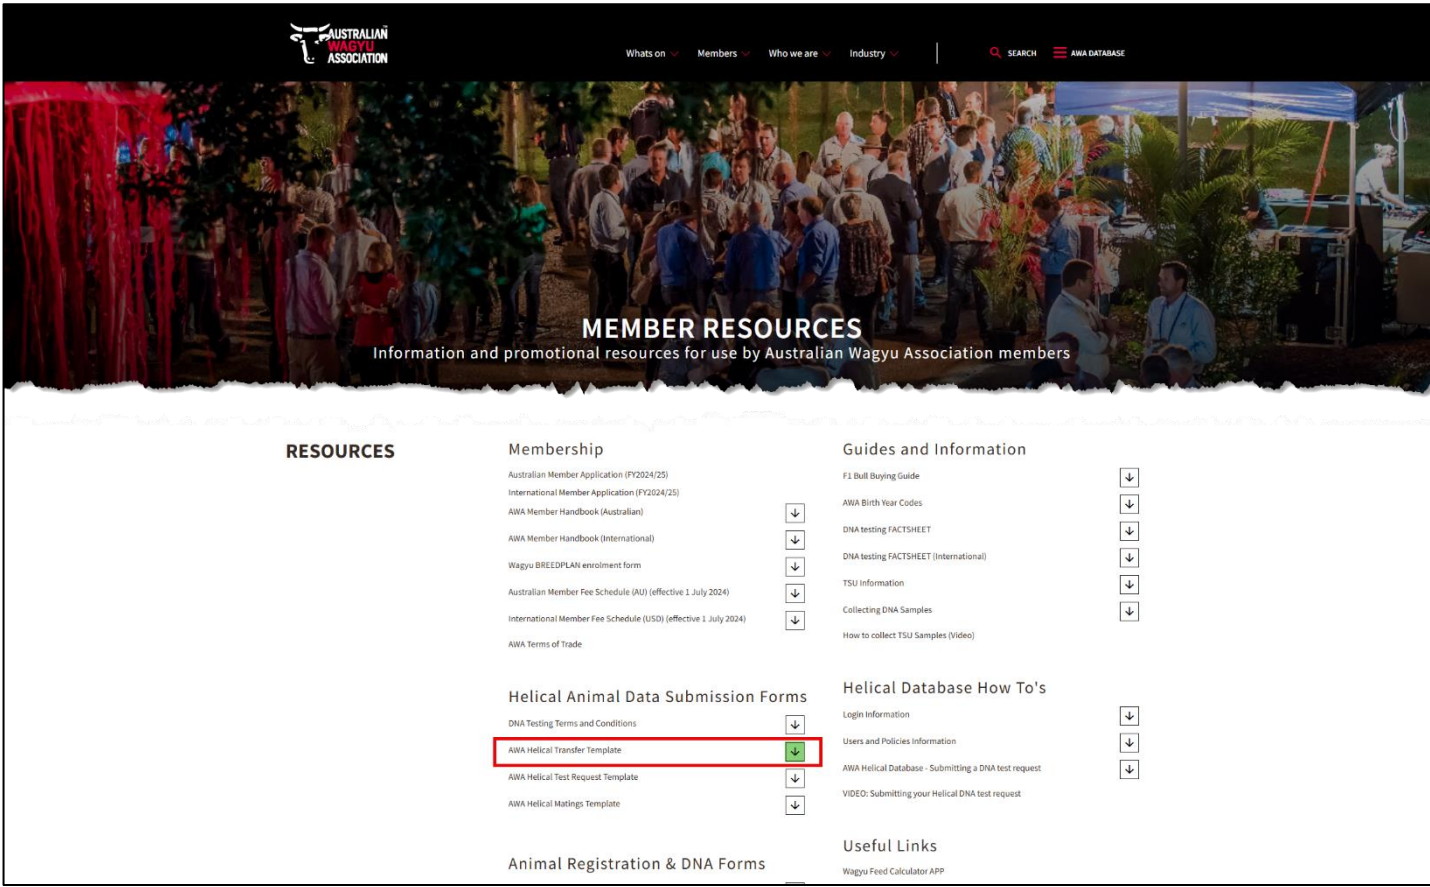 AUSTRALIAN
WAGYU
ASSOCIATION
Whats on
Members
Who we are
Industry
SEARCH
AWA DATABASE
MEMBER RESOURCES
Information and promotional resources for use by Australian Wagyu Association members
RESOURCES
Membership
Australian Member Application (FY2024/25)
International Member Application (FY2024/25)
AWA Member Handbook (Australian)
AWA Member Handbook (International)
Wagyu BREEDPLAN enrolment form
Australian Member Fee Schedule (AU) (effective 1 July 2024)
International Member Fee Schedule (USD) (effective 1 July 2024)
AWA Terms of Trade
Helical Animal Data Submission Forms
DNA Testing Terms and Conditions
AWA Helical Transfer Template
AWA Helical Test Request Template
AWA Helical Matings Template
Animal Registration & DNA Forms
Guides and Information
F1 Bull Buying Guide
AWA Birth Year Codes
DNA testing FACTSHEET
DNA testing FACTSHEET (International)
TSU Information
Collecting DNA Samples
How to collect TSU Samples (Video)
Helical Database How To's
Login Information
Users and Policies Information
AWA Helical Database - Submitting a DNA test request
VIDEO: Submitting your Helical DNA test request
Useful Links
Wagyu Feed Calculator APP